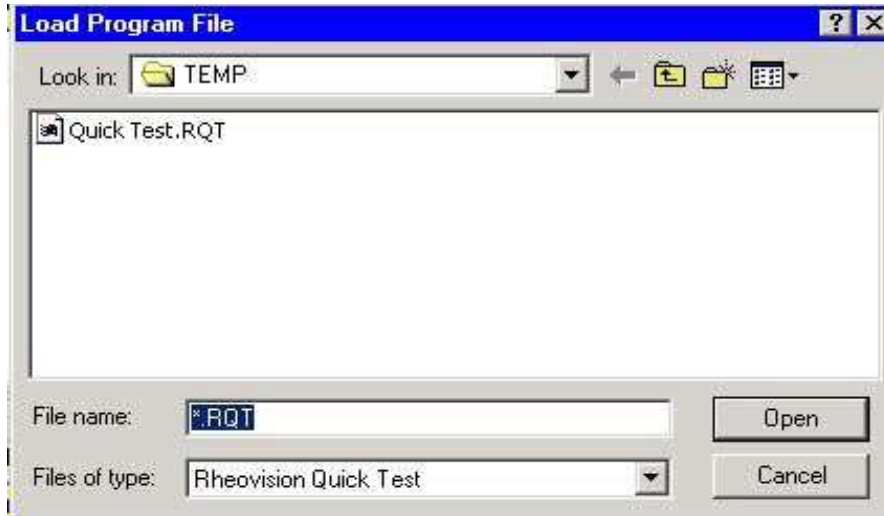 Load Program File
Look in: TEMP
Quick Test.RQT
File name: *.RQT
Open
Files of type: Rheovision Quick Test
Cancel